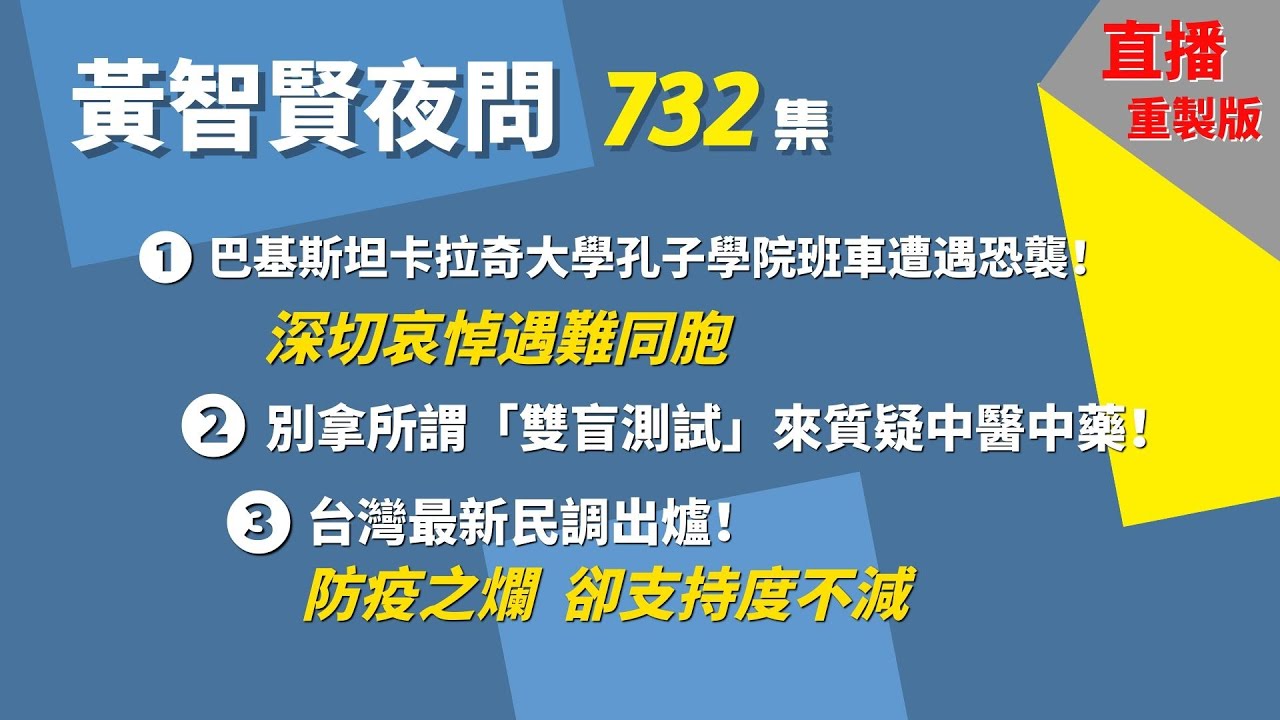 黃智賢夜問 732 集
直播
重製版
❶ 巴基斯坦卡拉奇大學孔子學院班車遭遇恐襲!
深切哀悼遇難同胞
❷ 別拿所謂「雙盲測試」來質疑中醫中藥!
❸ 台灣最新民調出爐!
防疫之爛 卻支持度不減